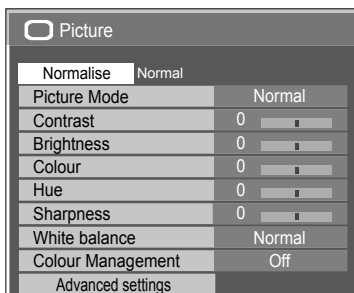 Picture
Normalise Normal
Picture Mode Normal
Contrast 0
Brightness 0
Colour 0
Hue 0
Sharpness 0
White balance Normal
Colour Management Off
Advanced settings